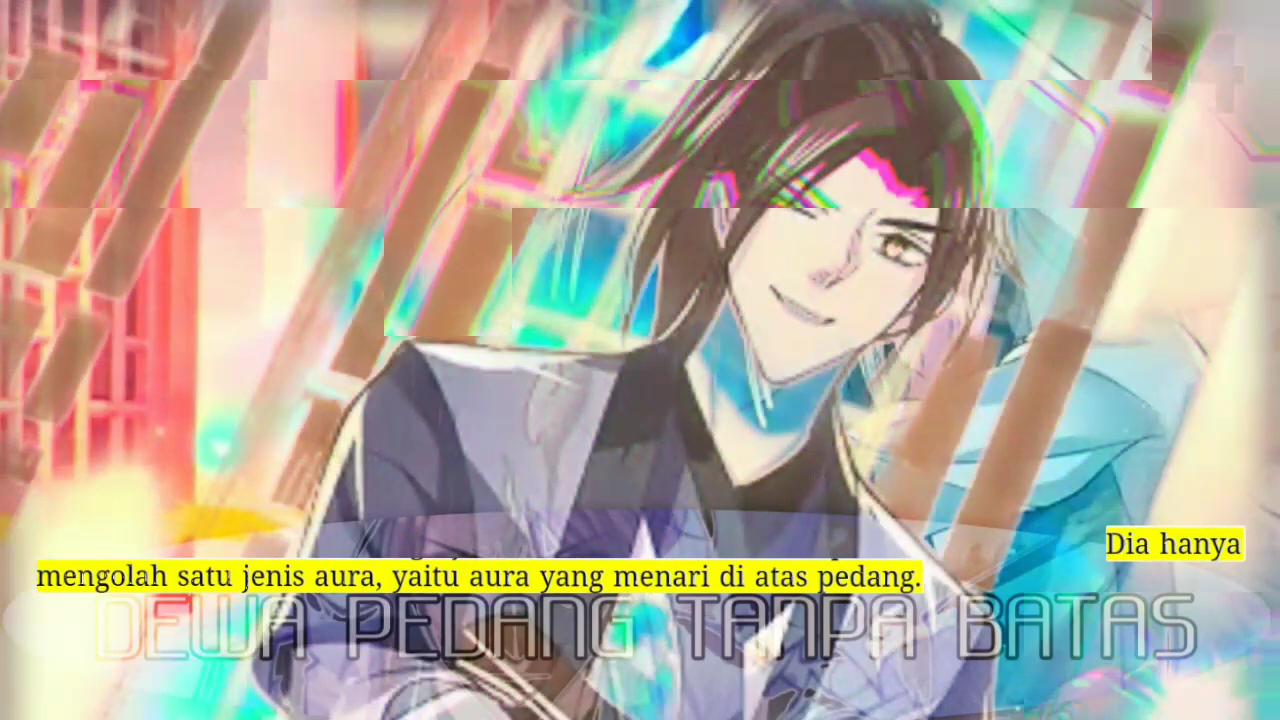 Dia hanya
mengolah satu jenis aura, yaitu aura yang menari di atas pedang.
DEWA PEDANG TANPA BATAS